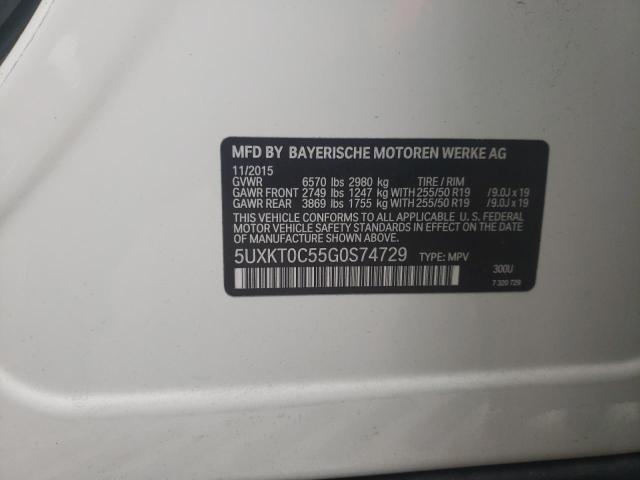 MFD BY BAYERISCHE MOTOREN WERKE AG
11/2015
GVWR 6570 lbs 2980 kg TIRE / RIM
GAWR FRONT 2749 lbs 1247 kg WITH 255/50 R19 /9.0J x 19
GAWR REAR 3869 lbs 1755 kg WITH 255/50 R19 /9.0J x 19
THIS VEHICLE CONFORMS TO ALL APPLICABLE U.S. FEDERAL
MOTOR VEHICLE SAFETY STANDARDS IN EFFECT ON THE DATE
OF MANUFACTURE SHOWN ABOVE.
5UXKT0C55G0S74729 TYPE: MPV
300U
7 320 729